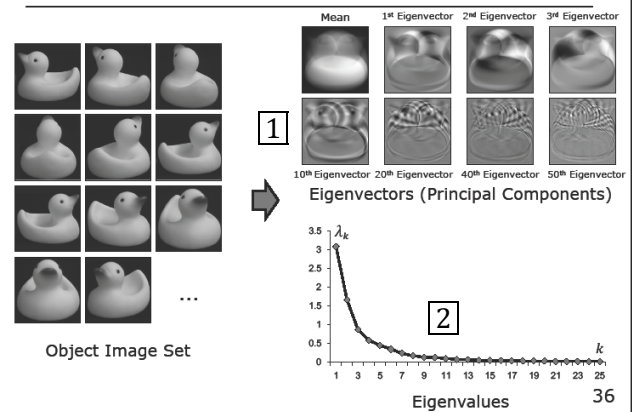 Mean
1st Eigenvector
2nd Eigenvector
3rd Eigenvector
1
10th Eigenvector
20th Eigenvector
40th Eigenvector
50th Eigenvector
Eigenvectors (Principal Components)
...
Object Image Set
λk
3.5
3
2.5
2
1.5
1
0.5
0
2
k
1 3 5 7 9 11 13 15 17 19 21 23 25
Eigenvalues
36